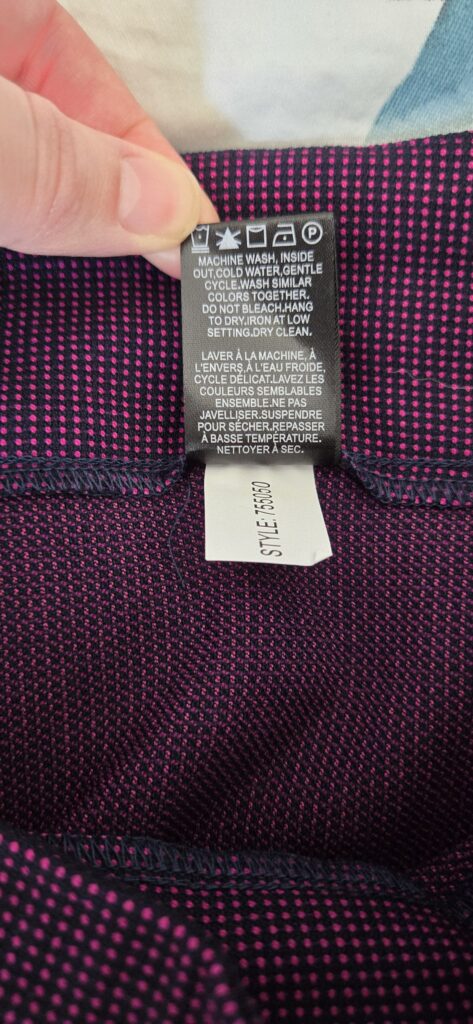 P
MACHINE WASH, INSIDE
OUT,COLD WATER,GENTLE
CYCLE.WASH SIMILAR
COLORS TOGETHER.
DO NOT BLEACH.HANG
TO DRY.IRON AT LOW
SETTING.DRY CLEAN.
LAVER À LA MACHINE, À
L'ENVERS,À L'EAU FROIDE,
CYCLE DÉLICAT.LAVEZ LES
COULEURS SEMBLABLES
ENSEMBLE.NE PAS
JAVELLISER.SUSPENDRE
POUR SÉCHER.REPASSER
À BASSE TEMPÉRATURE.
NETTOYER À SEC.
STYLE: 755050